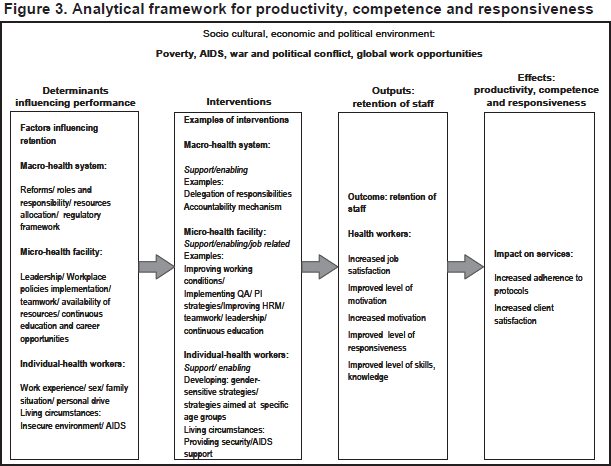 Figure 3. Analytical framework for productivity, competence and responsiveness
Socio cultural, economic and political environment:
Poverty, AIDS, war and political conflict, global work opportunities
Determinants
influencing performance
Factors influencing
retention
Macro-health system:
Reforms/ roles and
responsibility/ resources
allocation/ regulatory
framework
Micro-health facility:
Leadership/ Workplace
policies implementation/
teamwork/ availability of
resources/ continuous
education and career
opportunities
Individual-health workers:
Work experience/ sex/ family
situation/ personal drive
Living circumstances:
Insecure environment/ AIDS
Interventions
Examples of interventions
Macro-health system:
Support/enabling
Examples:
Delegation of responsibilities
Accountability mechanism
Micro-health facility:
Support/enabling/job related
Examples:
Improving working
conditions/
Implementing QA/ PI
strategies/Improving HRM/
teamwork/ leadership/
continuous education
Individual-health workers:
Support/ enabling
Developing: gender-
sensitive strategies/
strategies aimed at specific
age groups
Living circumstances:
Providing security/AIDS
support
Outputs:
retention of staff
Outcome: retention of
staff
Health workers:
Increased job
satisfaction
Improved level of
motivation
Increased motivation
Improved level of
responsiveness
Improved level of skills,
knowledge
Effects:
productivity, competence
and responsiveness
Impact on services:
Increased adherence to
protocols
Increased client
satisfaction